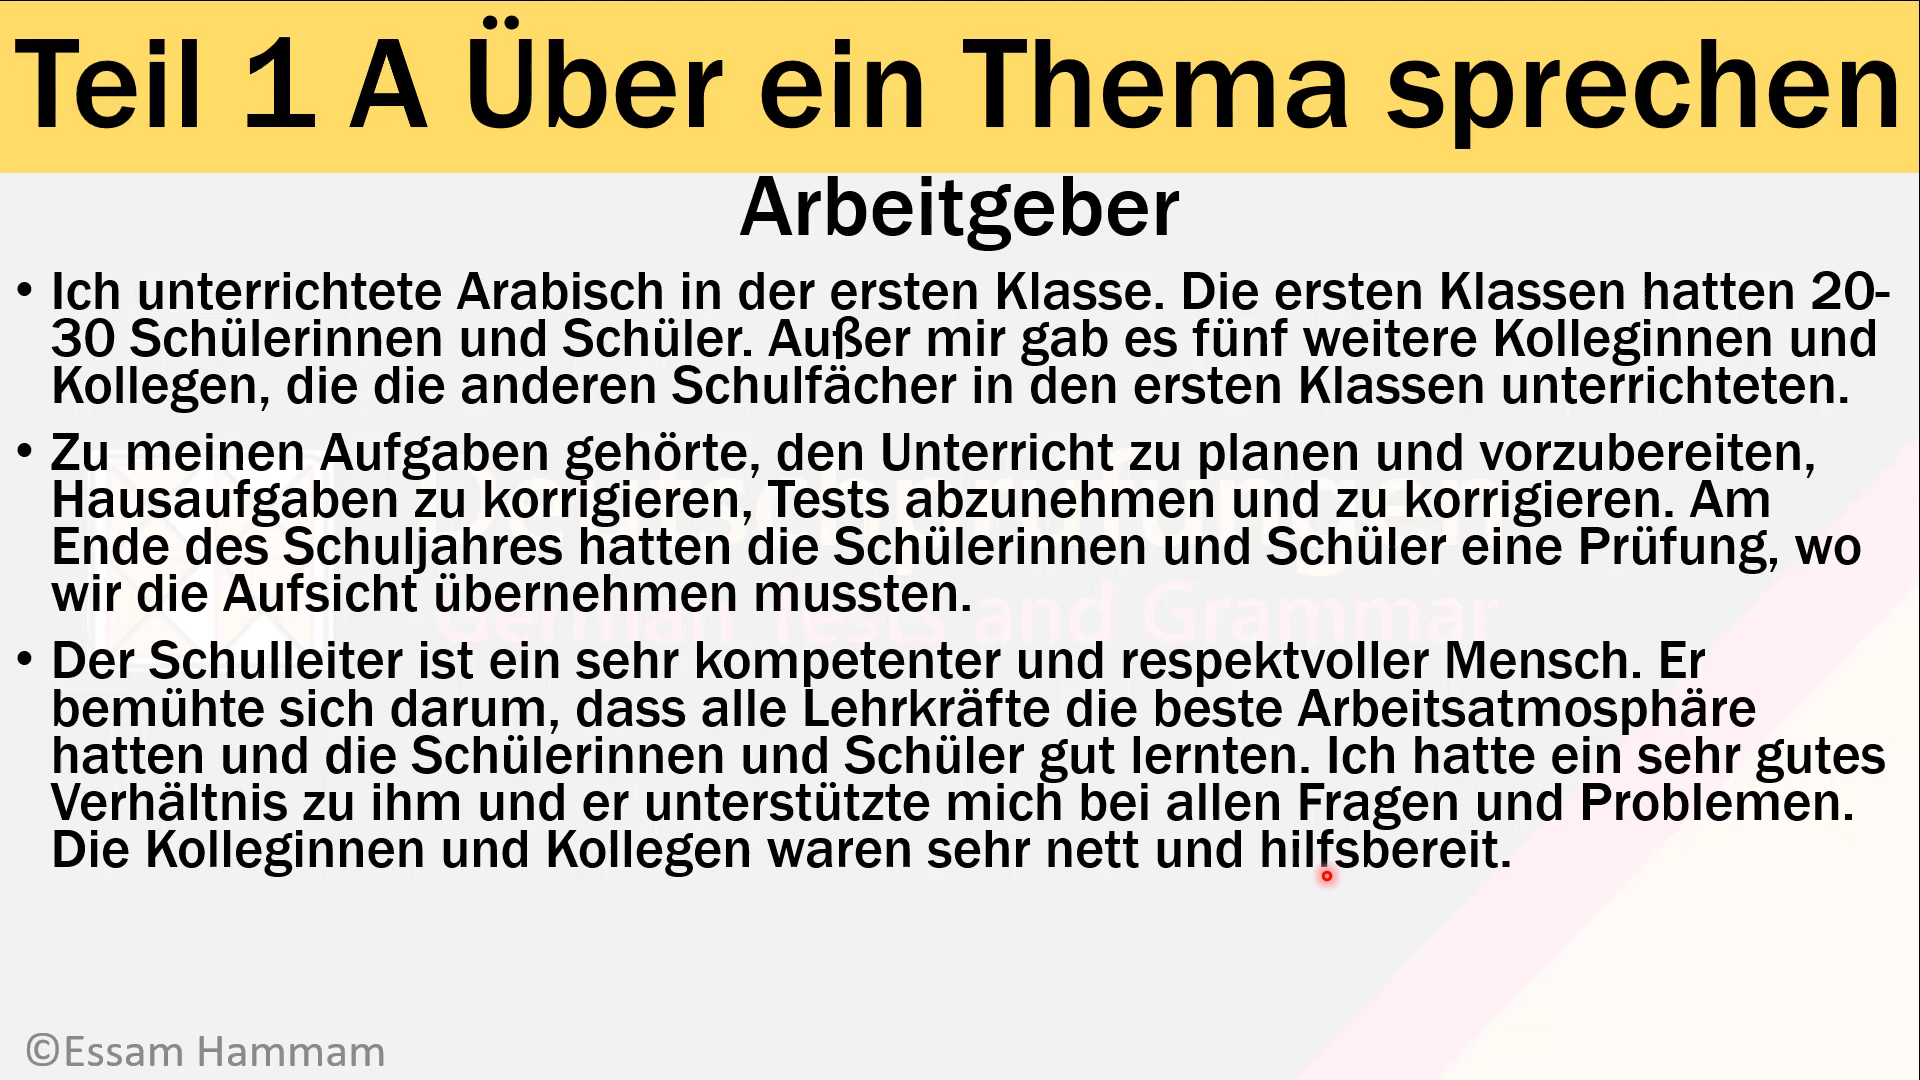 Teil 1 A Über ein Thema sprechen
Arbeitgeber
• Ich unterrichtete Arabisch in der ersten Klasse. Die ersten Klassen hatten 20-
30 Schülerinnen und Schüler. Außer mir gab es fünf weitere Kolleginnen und
Kollegen, die die anderen Schulfächer in den ersten Klassen unterrichteten.
• Zu meinen Aufgaben gehörte, den Unterricht zu planen und vorzubereiten,
Hausaufgaben zu korrigieren, Tests abzunehmen und zu korrigieren. Am
Ende des Schuljahres hatten die Schülerinnen und Schüler eine Prüfung, wo
wir die Aufsicht übernehmen mussten.
German Tests and Grammar
• Der Schulleiter ist ein sehr kompetenter und respektvoller Mensch. Er
bemühte sich darum, dass alle Lehrkräfte die beste Arbeitsatmosphäre
hatten und die Schülerinnen und Schüler gut lernten. Ich hatte ein sehr gutes
Verhältnis zu ihm und er unterstützte mich bei allen Fragen und Problemen.
Die Kolleginnen und Kollegen waren sehr nett und hilfsbereit.
©Essam Hammam